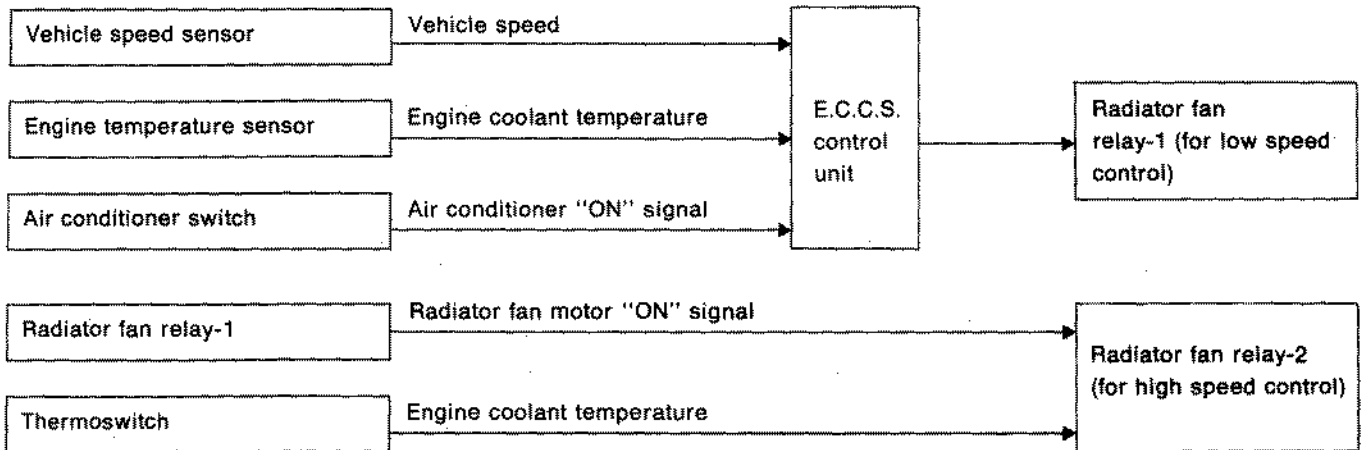 Vehicle speed sensor
Vehicle speed
Engine temperature sensor
Engine coolant temperature
Air conditioner switch
Air conditioner "ON" signal
E.C.C.S.
control
unit
Radiator fan
relay-1 (for low speed
control)
Radiator fan relay-1
Radiator fan motor "ON" signal
Thermoswitch
Engine coolant temperature
Radiator fan relay-2
(for high speed control)